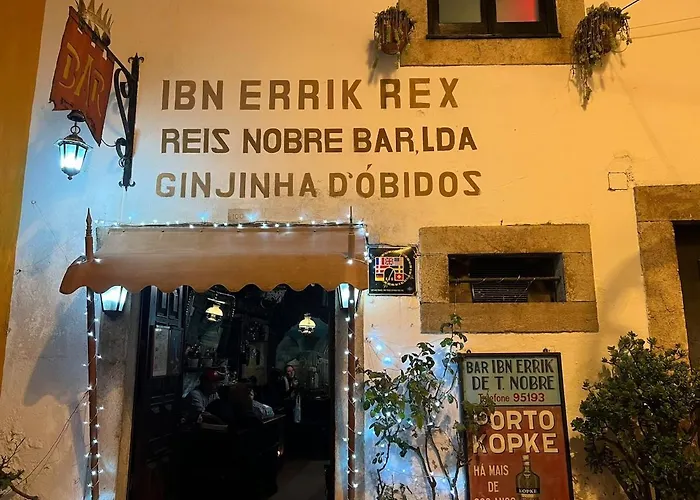 BAR
IBN ERRIK REX
REIS NOBRE BAR, LDA
GINJINHA D'ÓBIDOS
BAR IBN ERRIK
DE T. NOBRE
Telefone 95193
PORTO
KOPKE
HÁ MAIS
DE
KOPKE